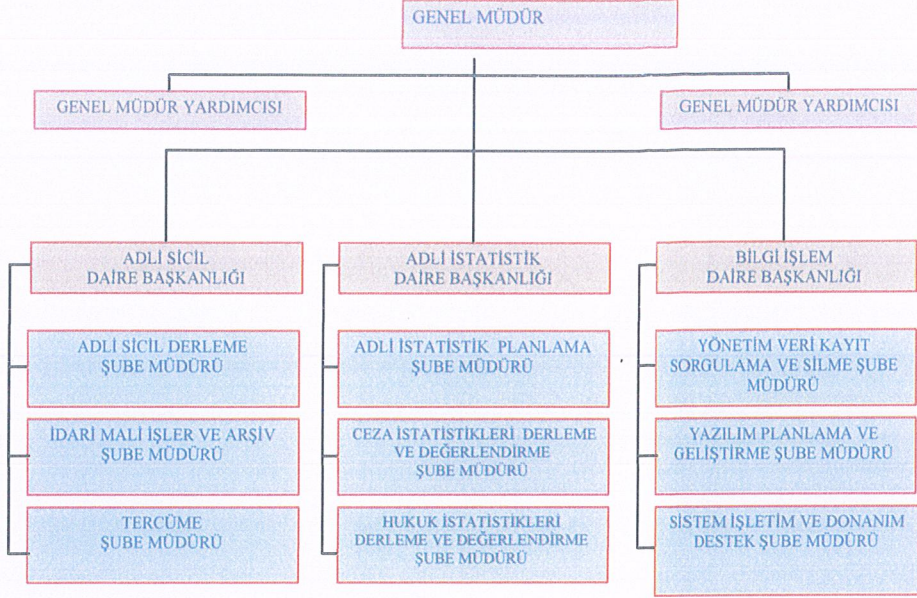 GENEL MÜDÜR
GENEL MÜDÜR YARDIMCISI
GENEL MÜDÜR YARDIMCISI
ADLİ SİCİL
DAİRE BAŞKANLIĞI
ADLİ SİCİL DERLEME
ŞUBE MÜDÜRÜ
İDARİ MALİ İŞLER VE ARŞİV
ŞUBE MÜDÜRÜ
TERCÜME
ŞUBE MÜDÜRÜ
ADLİ İSTATİSTİK
DAİRE BAŞKANLIĞI
ADLİ İSTATİSTİK PLANLAMA
ŞUBE MÜDÜRÜ
CEZA İSTATİSTİKLERİ DERLEME
VE DEĞERLENDİRME
ŞUBE MÜDÜRÜ
HUKUK İSTATİSTİKLERİ
DERLEME VE DEĞERLENDİRME
ŞUBE MÜDÜRÜ
BİLGİ İŞLEM
DAİRE BAŞKANLIĞI
YÖNETİM VERİ KAYIT
SORGULAMA VE SİLME ŞUBE
MÜDÜRÜ
YAZILIM PLANLAMA VE
GELİŞTİRME ŞUBE MÜDÜRÜ
SİSTEM İŞLETİM VE DONANIM
DESTEK ŞUBE MÜDÜRÜ